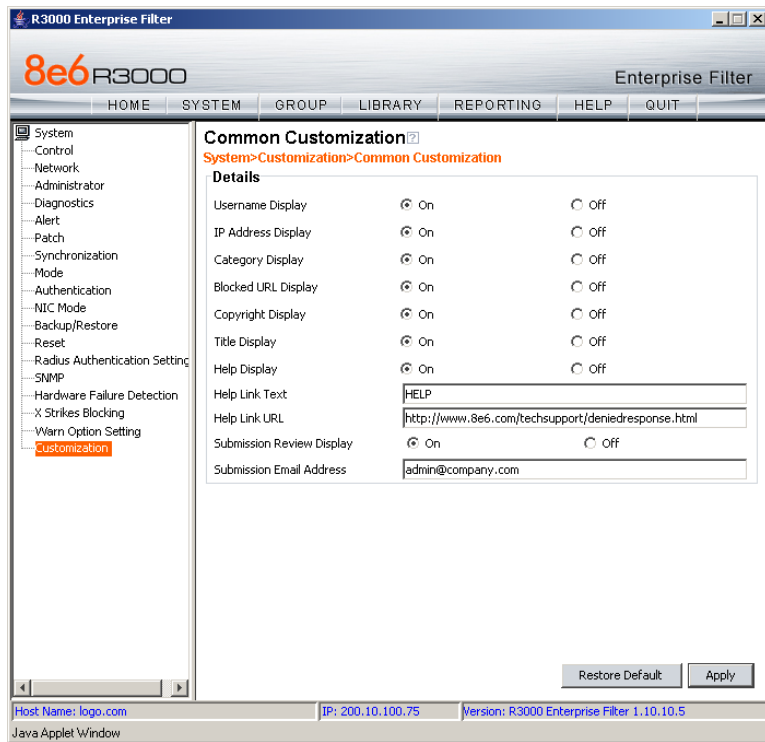 R3000 Enterprise Filter
8e6 R3000
Enterprise Filter
HOME SYSTEM GROUP LIBRARY REPORTING HELP QUIT
System
Control
Network
Administrator
Diagnostics
Alert
Patch
Synchronization
Mode
Authentication
NIC Mode
Backup/Restore
Reset
Radius Authentication Setting
SNMP
Hardware Failure Detection
X Strikes Blocking
Warn Option Setting
Customization
Common Customization ?
System>Customization>Common Customization
Details
Username Display On Off
IP Address Display On Off
Category Display On Off
Blocked URL Display On Off
Copyright Display On Off
Title Display On Off
Help Display On Off
Help Link Text HELP
Help Link URL http://www.8e6.com/techsupport/deniedresponse.html
Submission Review Display On Off
Submission Email Address admin@company.com
Restore Default Apply
Host Name: logo.com IP: 200.10.100.75 Version: R3000 Enterprise Filter 1.10.10.5
Java Applet Window